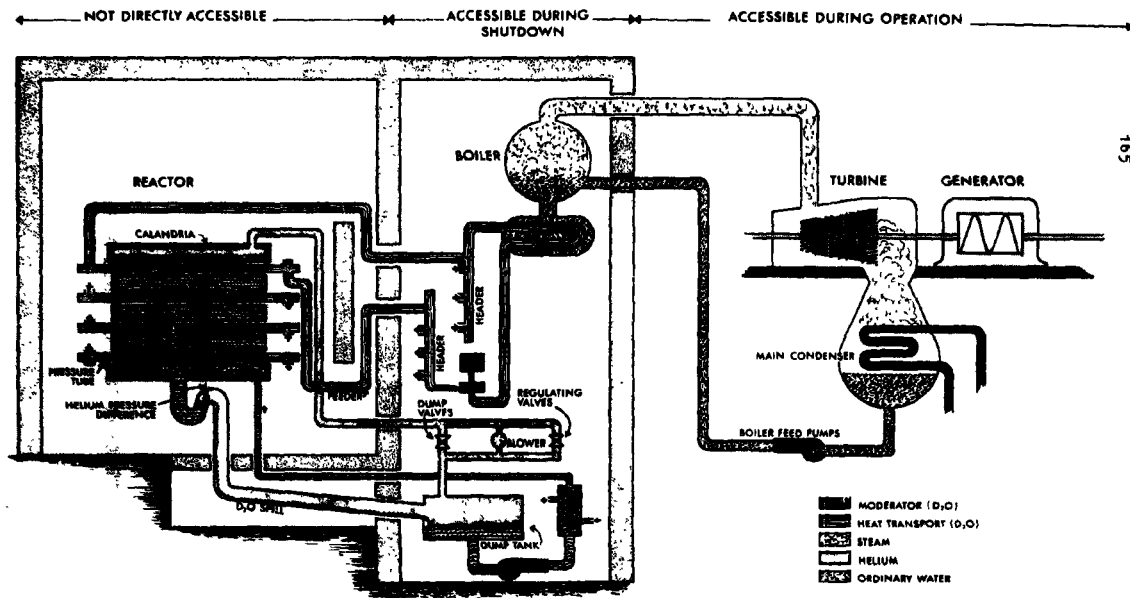 NOT DIRECTLY ACCESSIBLE
ACCESSIBLE DURING
SHUTDOWN
ACCESSIBLE DURING OPERATION
165
BOILER
REACTOR
TURBINE
GENERATOR
CALANDRIA
HEADER
HEADER
MAIN CONDENSER
PRESSURE
TUBE
FEEDER
HELIUM PRESSURE
DIFFERENCE
DUMP
VALVES
REGULATING
VALVES
BLOWER
BOILER FEED PUMPS
D₂O SPILL
DUMP TANK
MODERATOR (D₂O)
HEAT TRANSPORT (D₂O)
STEAM
HELIUM
ORDINARY WATER